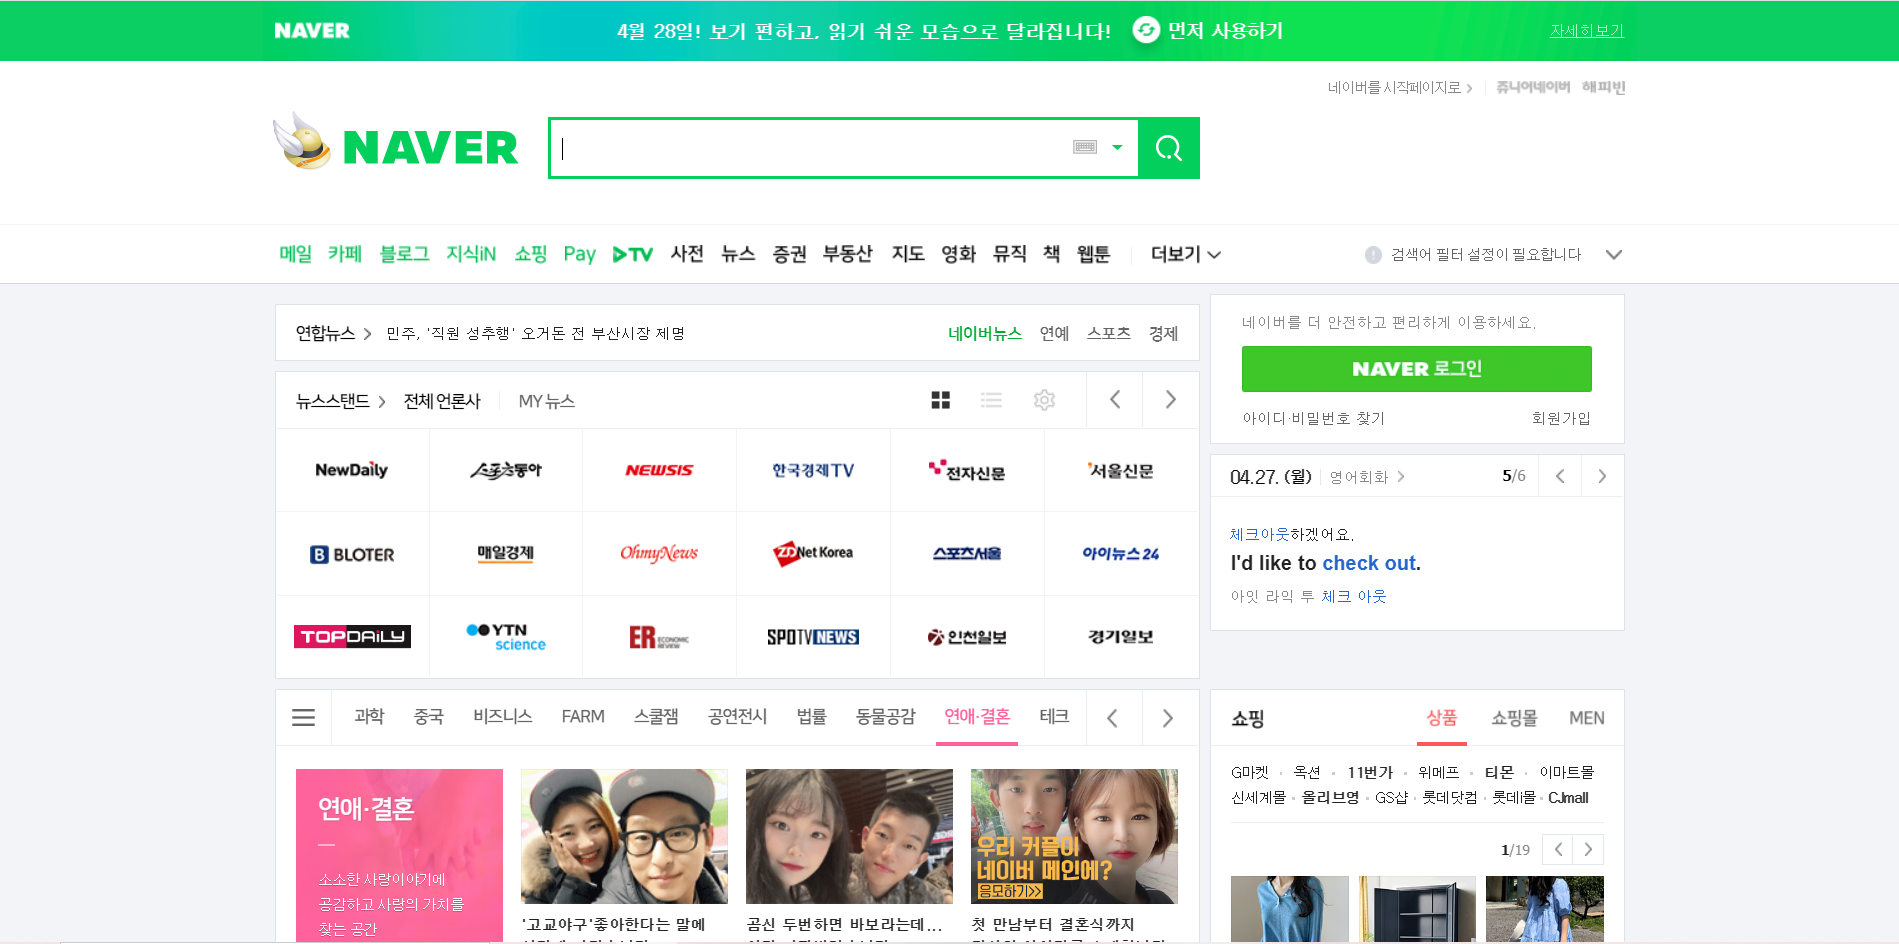 NAVER 4월 28일! 보기 편하고, 읽기 쉬운 모습으로 달라집니다! 먼저 사용하기 자세히보기
네이버를 시작페이지로 쥬니어네이버 해피빈
NAVER
메일 카페 블로그 지식iN 쇼핑 Pay TV 사전 뉴스 증권 부동산 지도 영화 뮤직 책 웹툰 더보기 검색어 필터 설정이 필요합니다
연합뉴스 민주, '직원 성추행' 오거돈 전 부산시장 제명 네이버뉴스 연예 스포츠 경제
뉴스스탠드 전체 언론사 MY 뉴스
NewDaily 스포츠동아 NEWSIS 한국경제TV 전자신문 서울신문
B BLOTER 매일경제 OhmyNews ZDNet Korea 스포츠서울 아이뉴스24
TOPDAiLY YTN science ER ECONOMIC REVIEW SPOTV NEWS 인천일보 경기일보
네이버를 더 안전하고 편리하게 이용하세요.
NAVER 로그인
아이디·비밀번호 찾기 회원가입
04.27. (월) 영어회화 5/6
체크아웃하겠어요.
I'd like to check out.
아잇 라익 투 체크 아웃
과학 중국 비즈니스 FARM 스쿨잼 공연전시 법률 동물공감 연애·결혼 테크
연애·결혼
소소한 사랑이야기에
공감하고 사랑의 가치를
찾는 공간
'고교야구'좋아한다는 말에
곰신 두번하면 바보라는데...
우리 커플이
네이버 메인에?
응모하기>>
첫 만남부터 결혼식까지
쇼핑 상품 쇼핑몰 MEN
G마켓 · 옥션 · 11번가 · 위메프 · 티몬 · 이마트몰
신세계몰 · 올리브영 · GS샵 · 롯데닷컴 · 롯데i몰 · CJmall
1/19